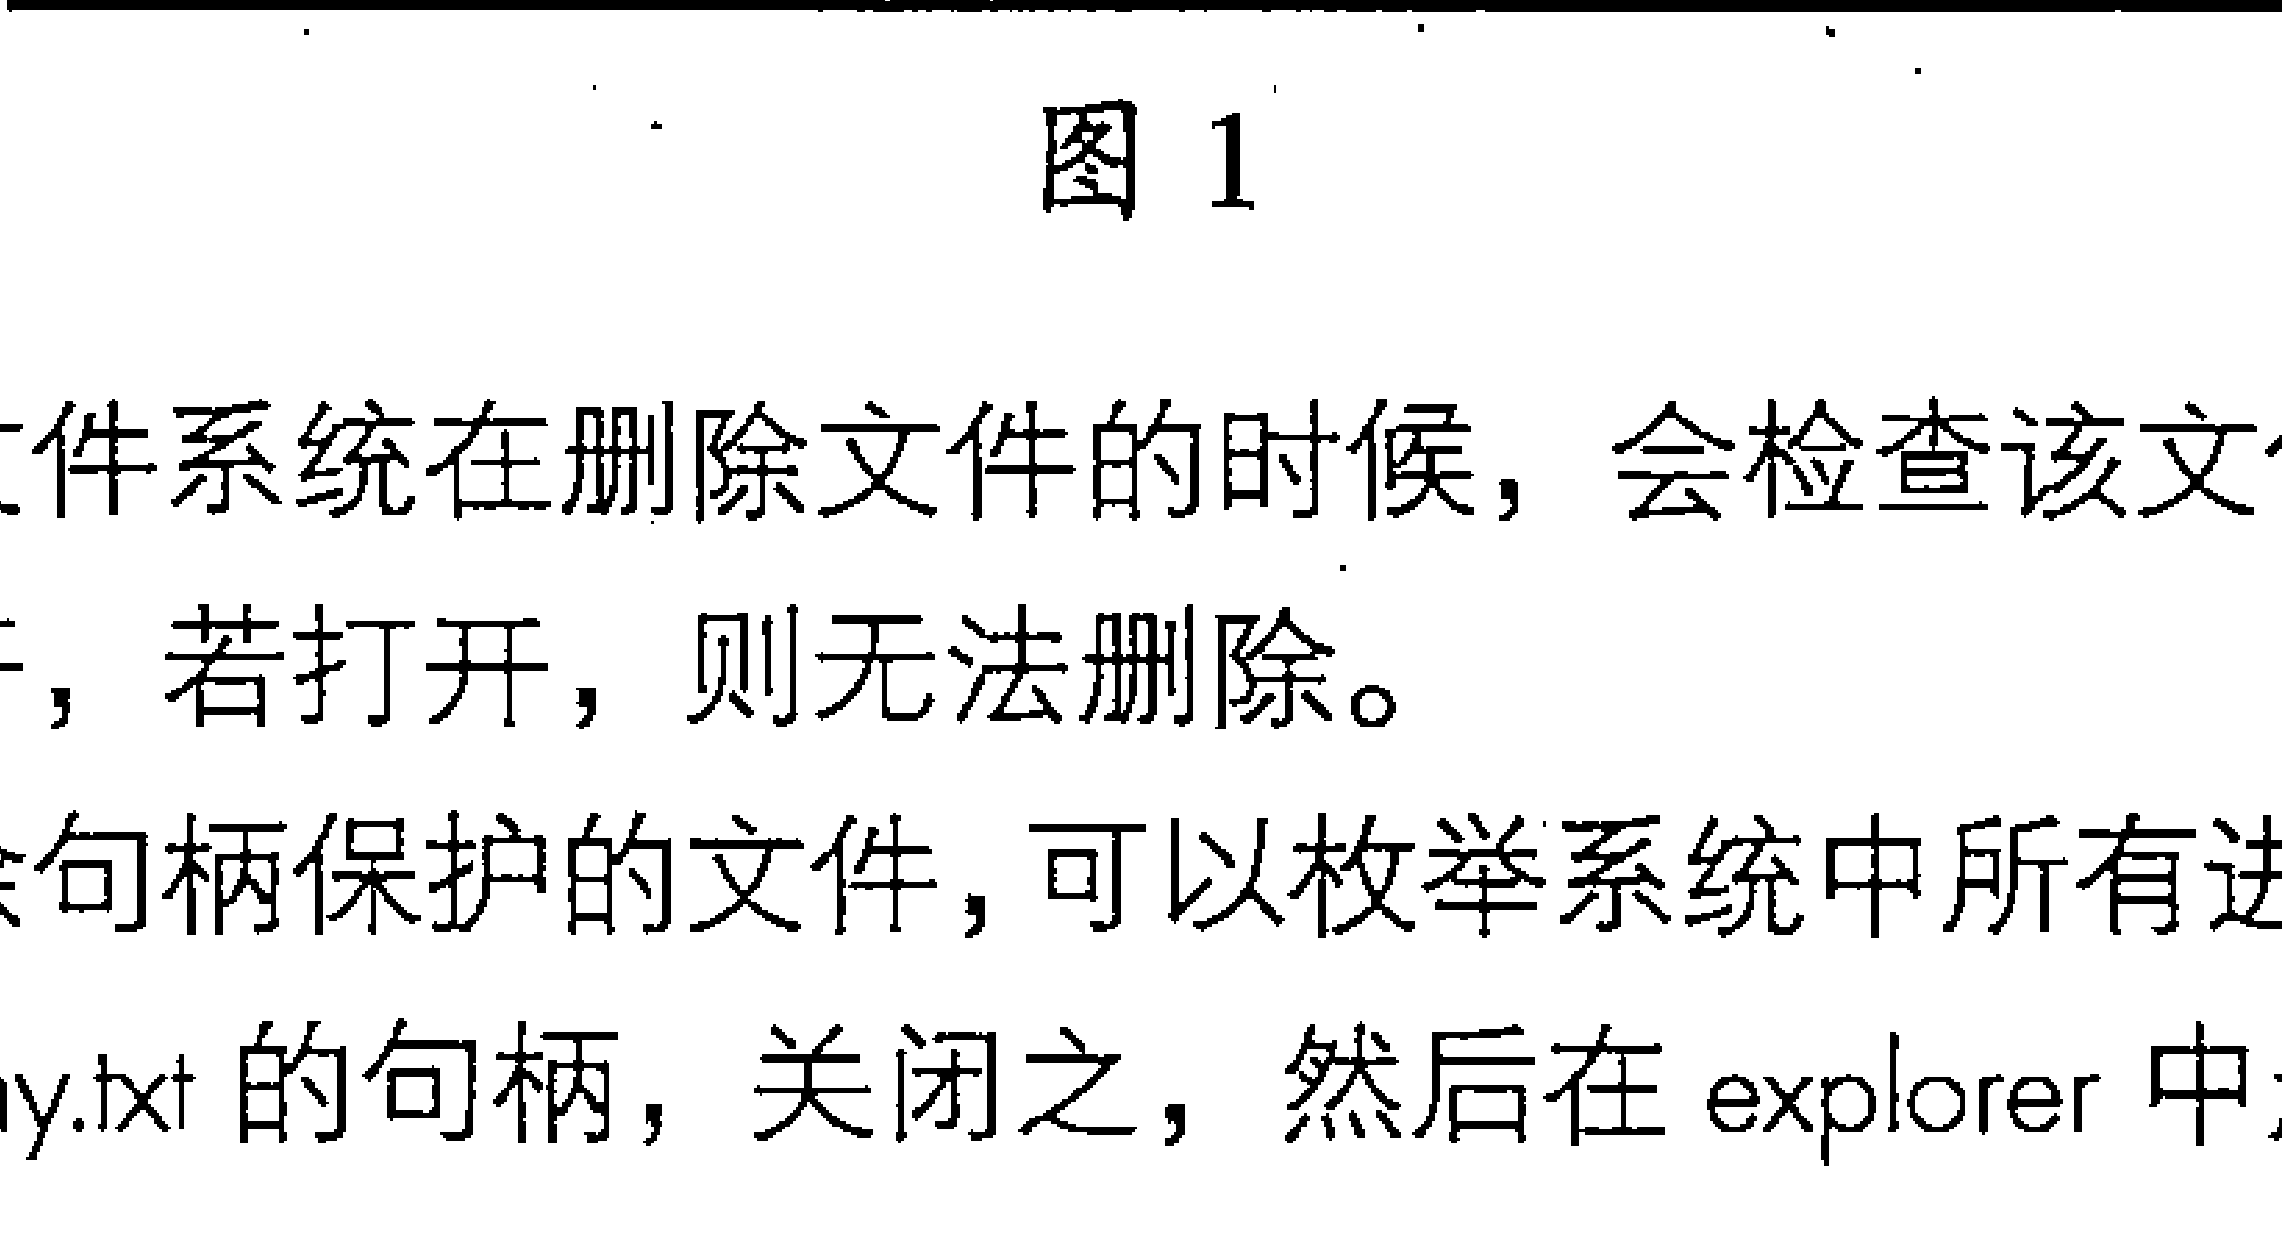 图 1
文件系统在删除文件的时候，会检查该文
，若打开，则无法删除。
句柄保护的文件，可以枚举系统中所有进
y.txt 的句柄，关闭之，然后在 explorer 中